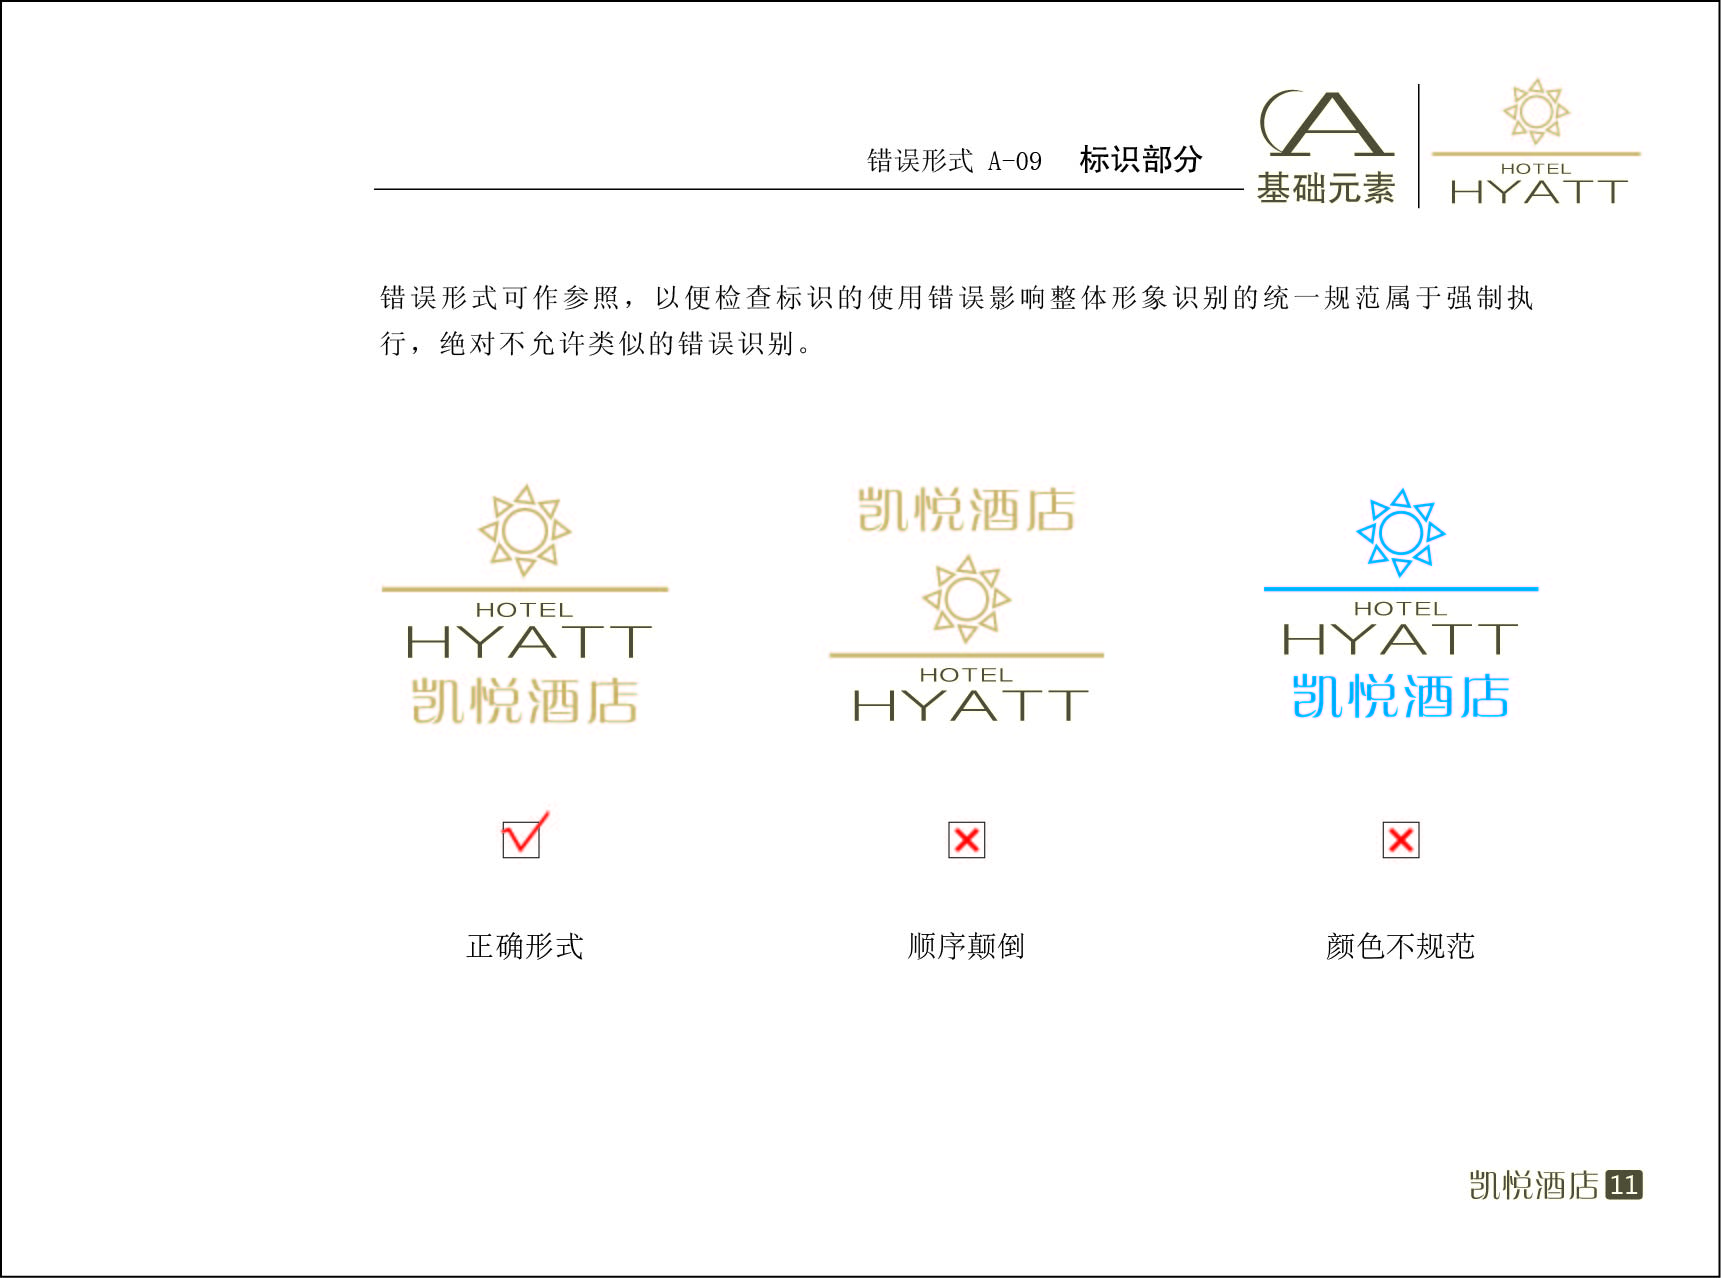 错误形式 A-09 标识部分
A
基础元素
HOTEL
HYATT
错误形式可作参照，以便检查标识的使用错误影响整体形象识别的统一规范属于强制执
行，绝对不允许类似的错误识别。
HOTEL
HYATT
凯悦酒店
凯悦酒店
HOTEL
HYATT
HOTEL
HYATT
凯悦酒店
正确形式
顺序颠倒
颜色不规范
凯悦酒店 11